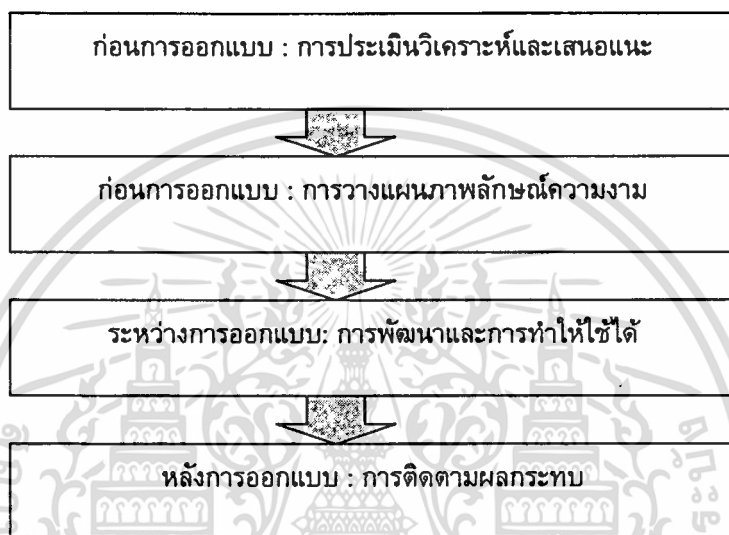 ก่อนการออกแบบ : การประเมินวิเคราะห์และเสนอแนะ
ก่อนการออกแบบ : การวางแผนภาพลักษณ์ความงาม
ระหว่างการออกแบบ: การพัฒนาและการทำให้ใช้ได้
หลังการออกแบบ : การติดตามผลกระทบ